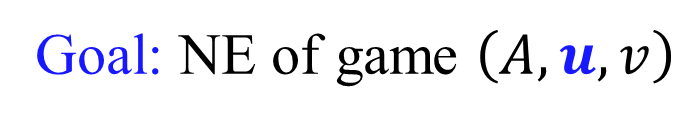 Goal: NE of game (𝐴, 𝒖, 𝑣)